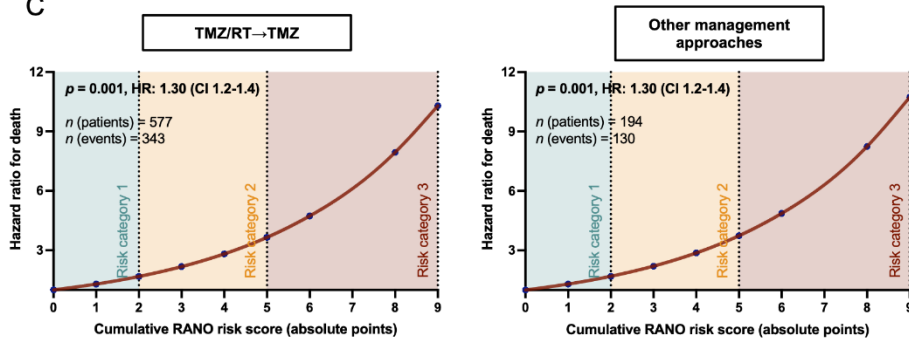 C
TMZ/RT→TMZ
12
9
6
3
Hazard ratio for death
p = 0.001, HR: 1.30 (CI 1.2-1.4)
n (patients) = 577
n (events) = 343
Risk category 1
Risk category 2
Risk category 3
0 1 2 3 4 5 6 7 8 9
Cumulative RANO risk score (absolute points)
Other management
approaches
12
9
6
3
Hazard ratio for death
p = 0.001, HR: 1.30 (CI 1.2-1.4)
n (patients) = 194
n (events) = 130
Risk category 1
Risk category 2
Risk category 3
0 1 2 3 4 5 6 7 8 9
Cumulative RANO risk score (absolute points)